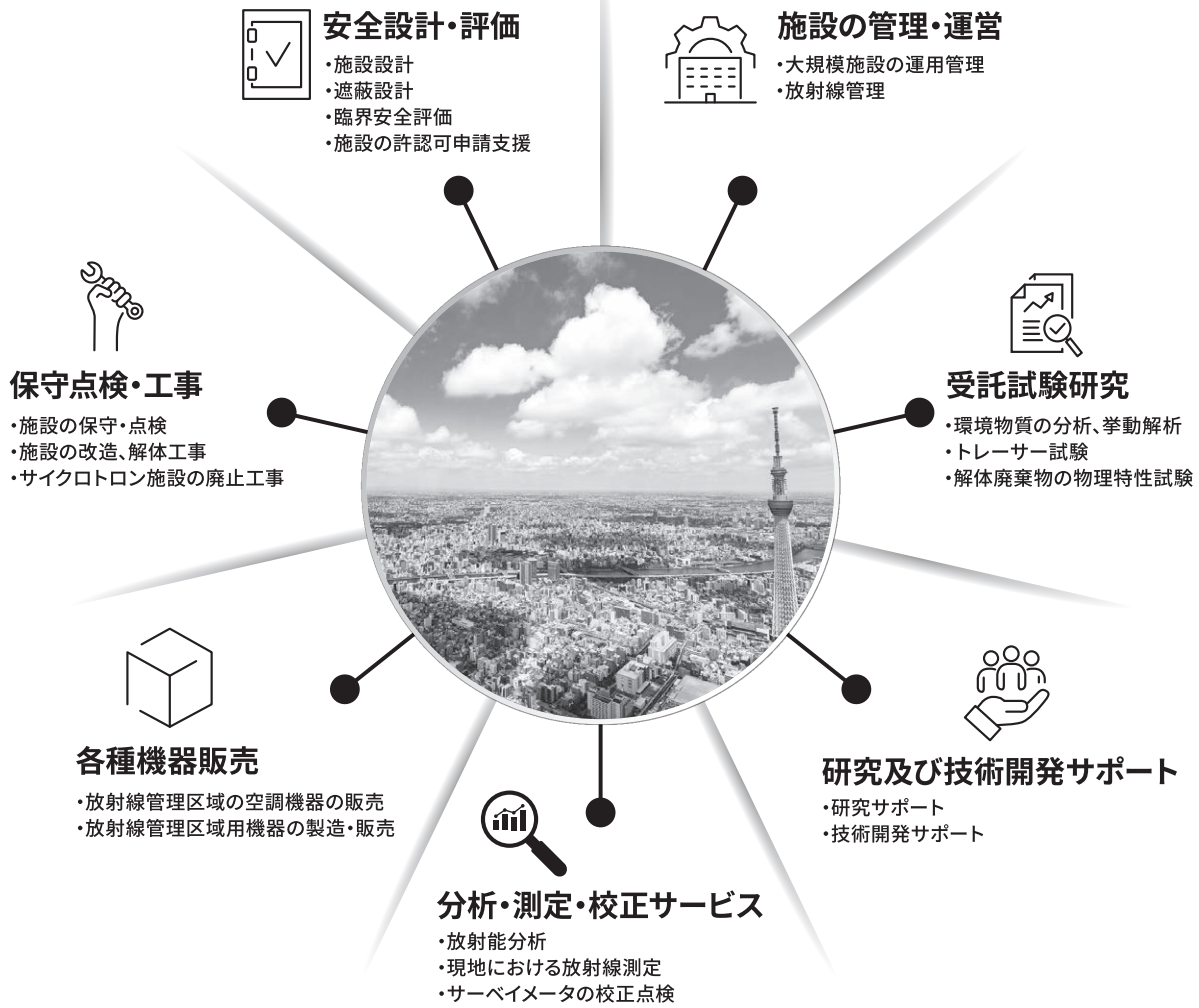 安全設計・評価
・施設設計
・遮蔽設計
・臨界安全評価
・施設の許認可申請支援
施設の管理・運営
・大規模施設の運用管理
・放射線管理
受託試験研究
・環境物質の分析、挙動解析
・トレーサー試験
・解体廃棄物の物理特性試験
研究及び技術開発サポート
・研究サポート
・技術開発サポート
分析・測定・校正サービス
・放射能分析
・現地における放射線測定
・サーベイメータの校正点検
各種機器販売
・放射線管理区域の空調機器の販売
・放射線管理区域用機器の製造・販売
保守点検・工事
・施設の保守・点検
・施設の改造、解体工事
・サイクロトロン施設の廃止工事